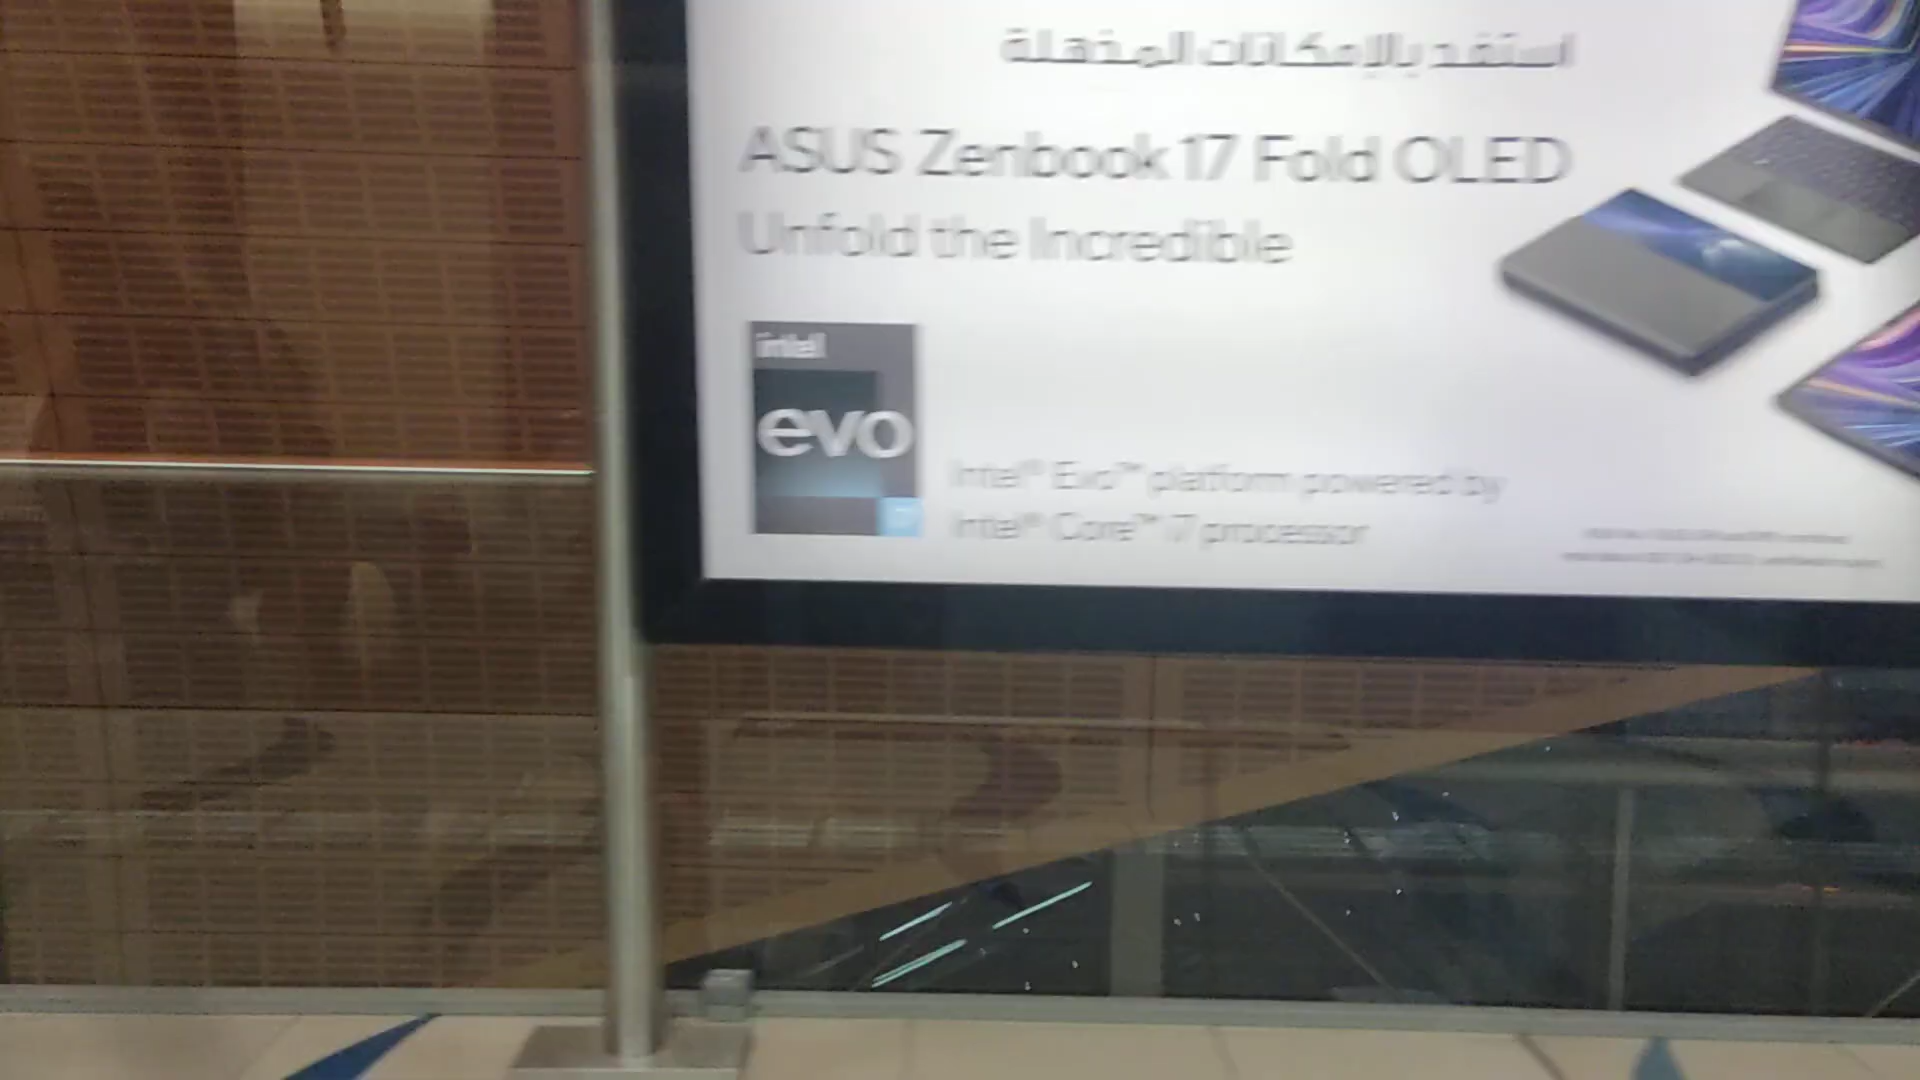 استفد بالإمكانات المذهلة
ASUS Zenbook 17 Fold OLED
Unfold the Incredible
intel
evo
i7
Intel® Evo™ platform powered by
Intel® Core™ i7 processor